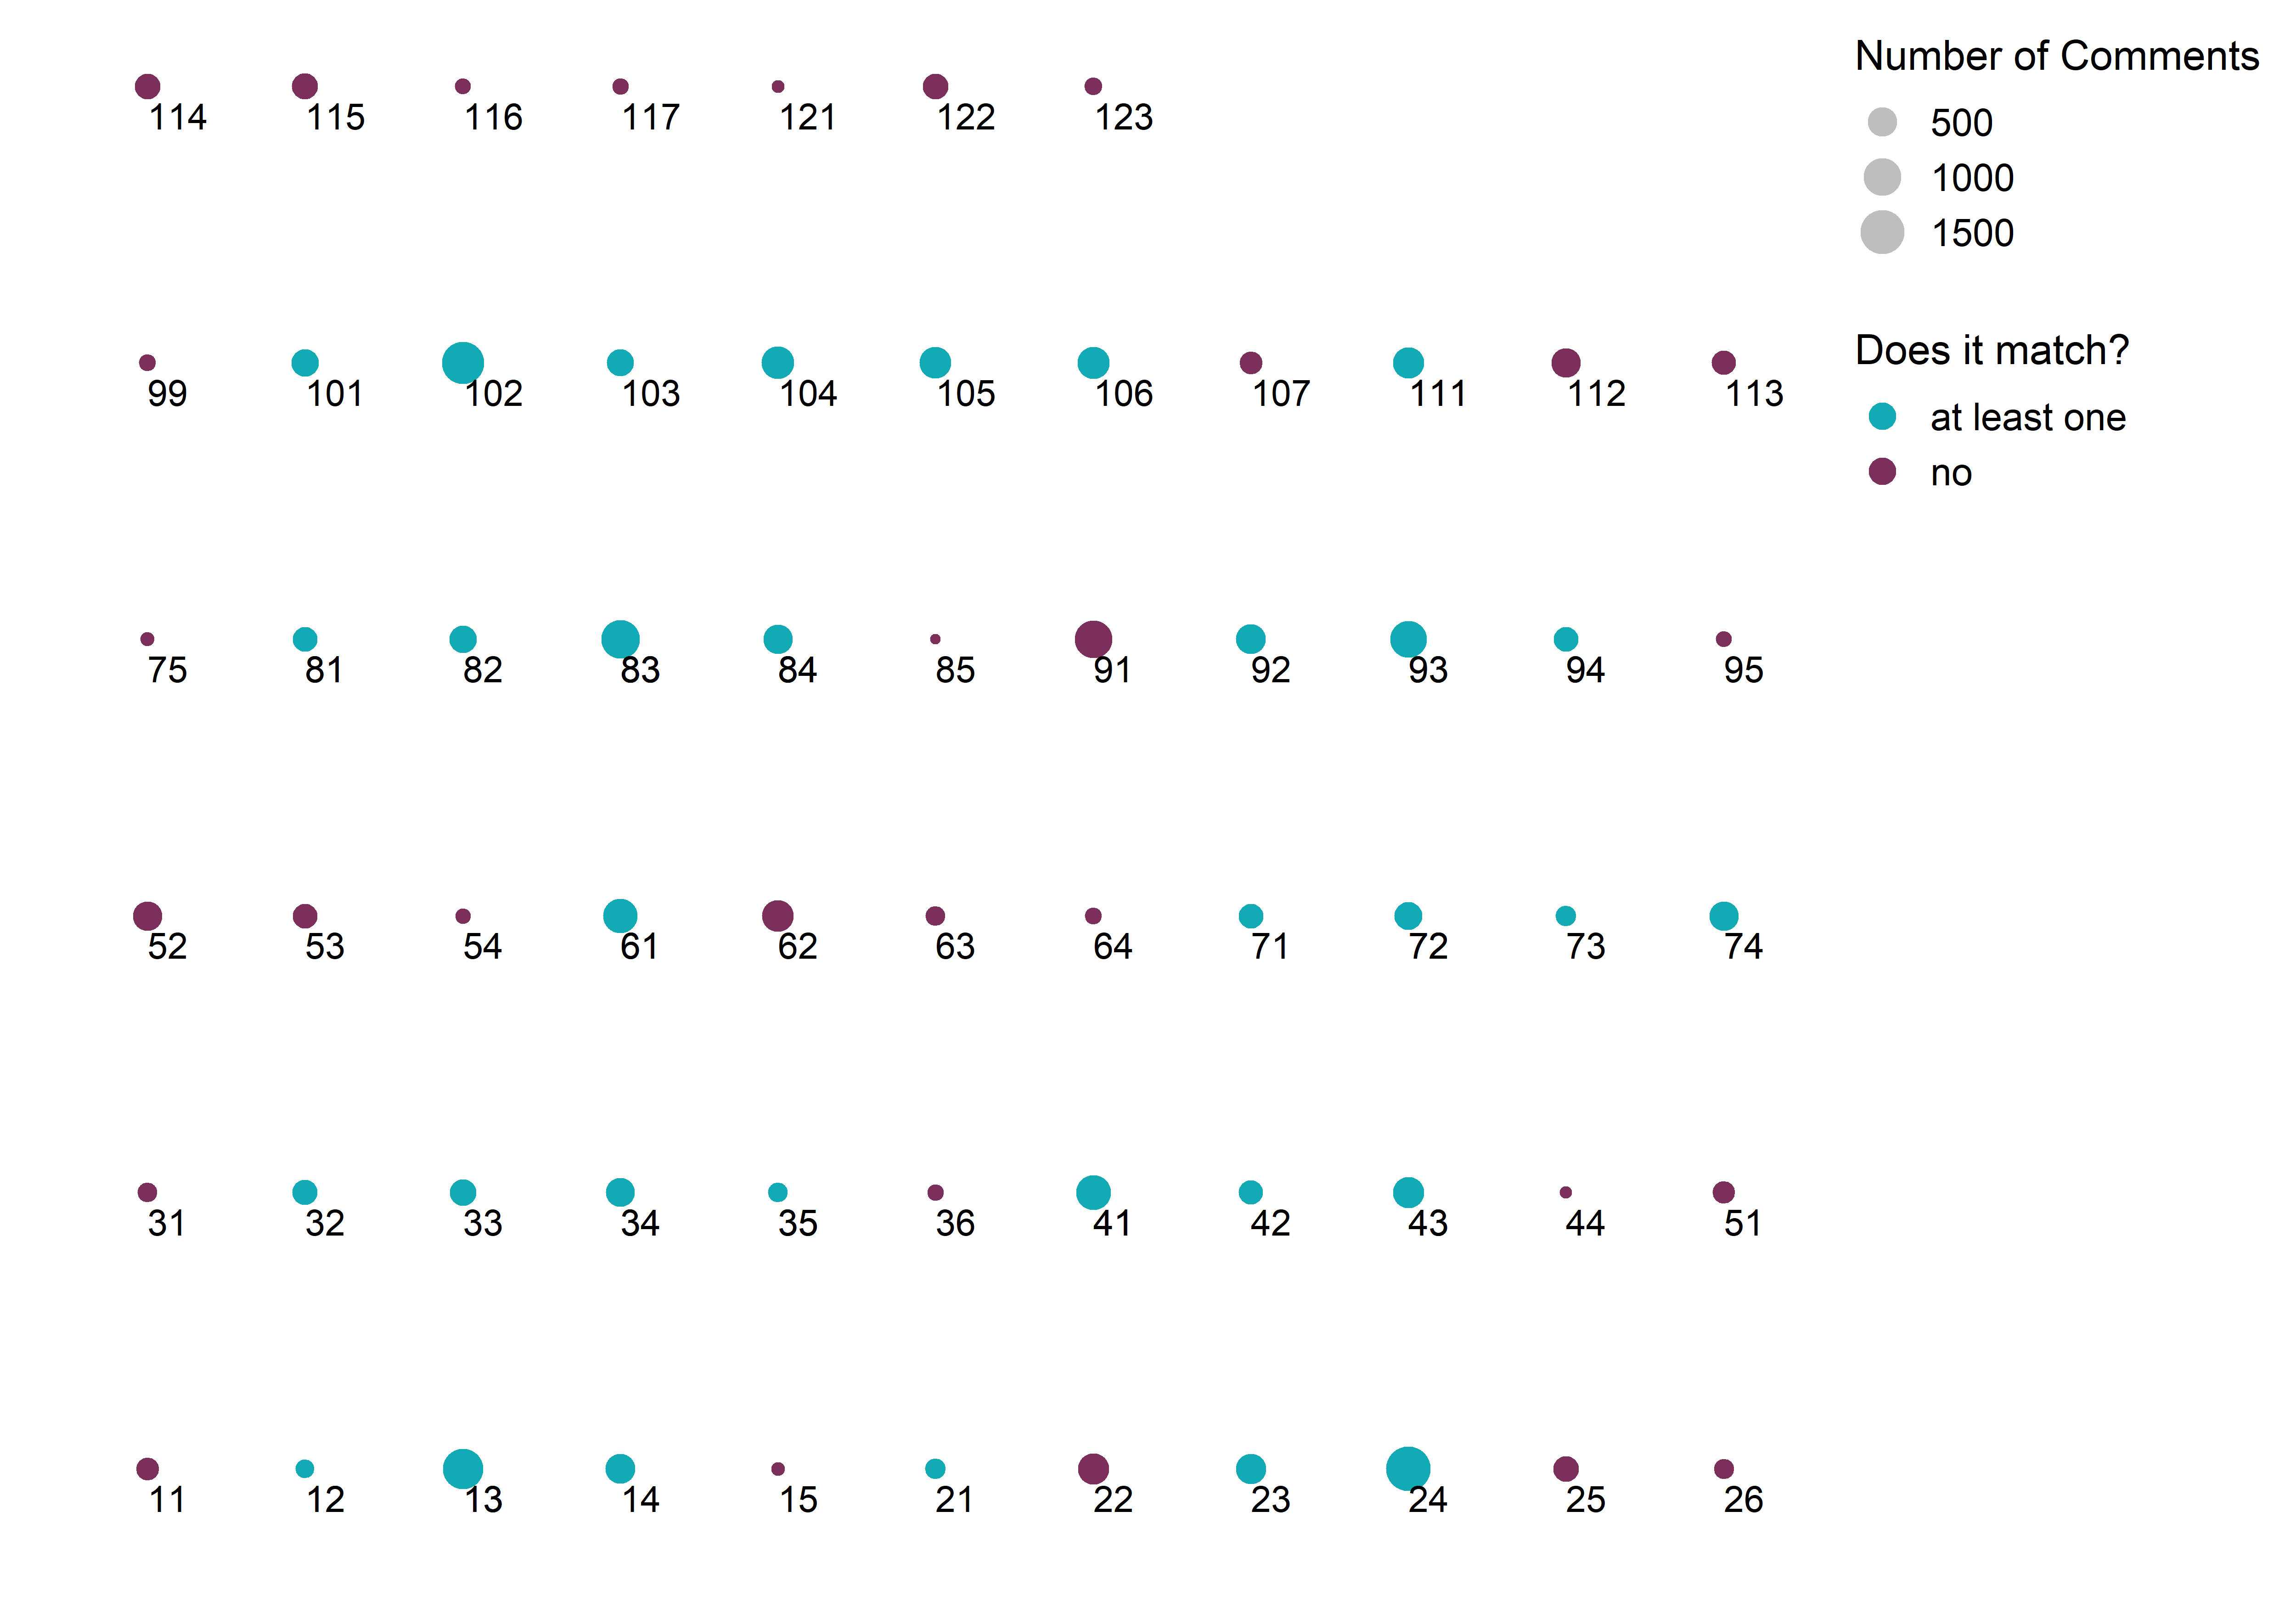 114 115 116 117 121 122 123
99 101 102 103 104 105 106 107 111 112 113
75 81 82 83 84 85 91 92 93 94 95
52 53 54 61 62 63 64 71 72 73 74
31 32 33 34 35 36 41 42 43 44 51
11 12 13 14 15 21 22 23 24 25 26
Number of Comments
500
1000
1500
Does it match?
at least one
no